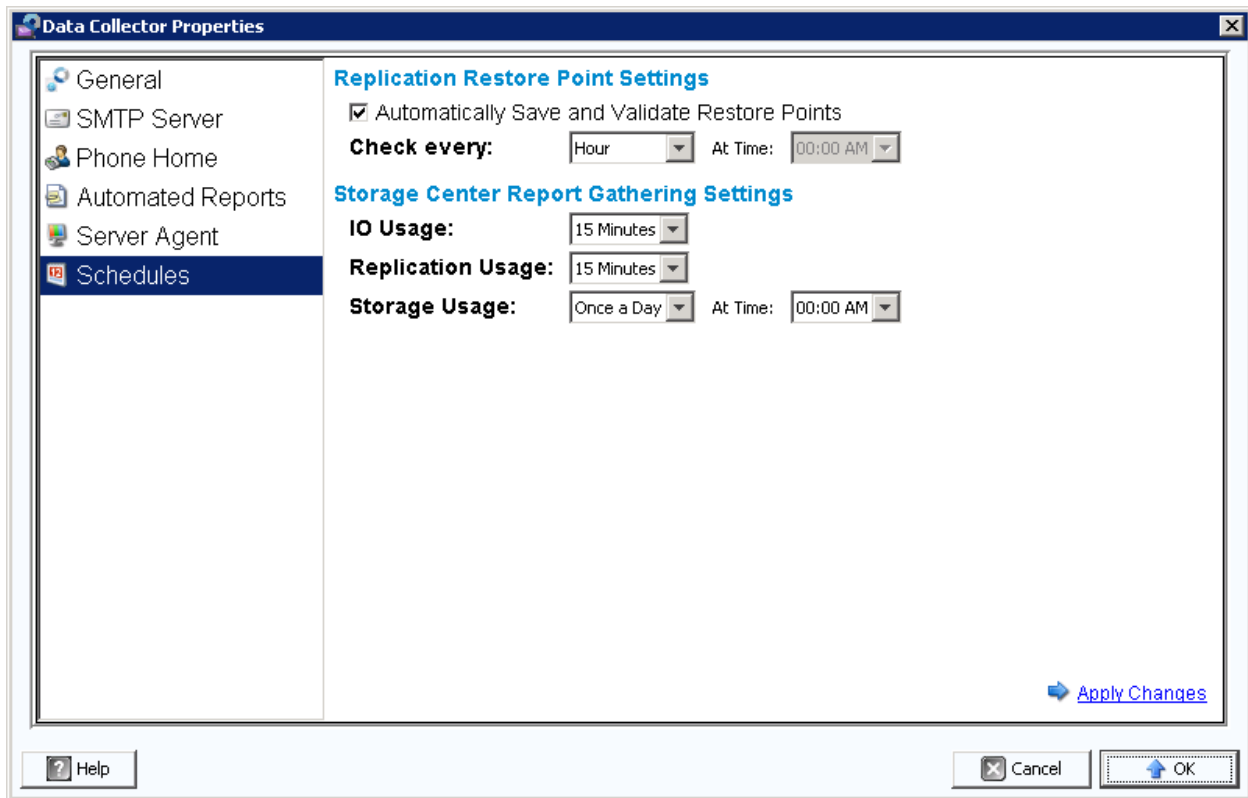 Data Collector Properties
General
SMTP Server
Phone Home
Automated Reports
Server Agent
Schedules
Replication Restore Point Settings
Automatically Save and Validate Restore Points
Check every: Hour At Time: 00:00 AM
Storage Center Report Gathering Settings
IO Usage: 15 Minutes
Replication Usage: 15 Minutes
Storage Usage: Once a Day At Time: 00:00 AM
Apply Changes
? Help
Cancel
OK